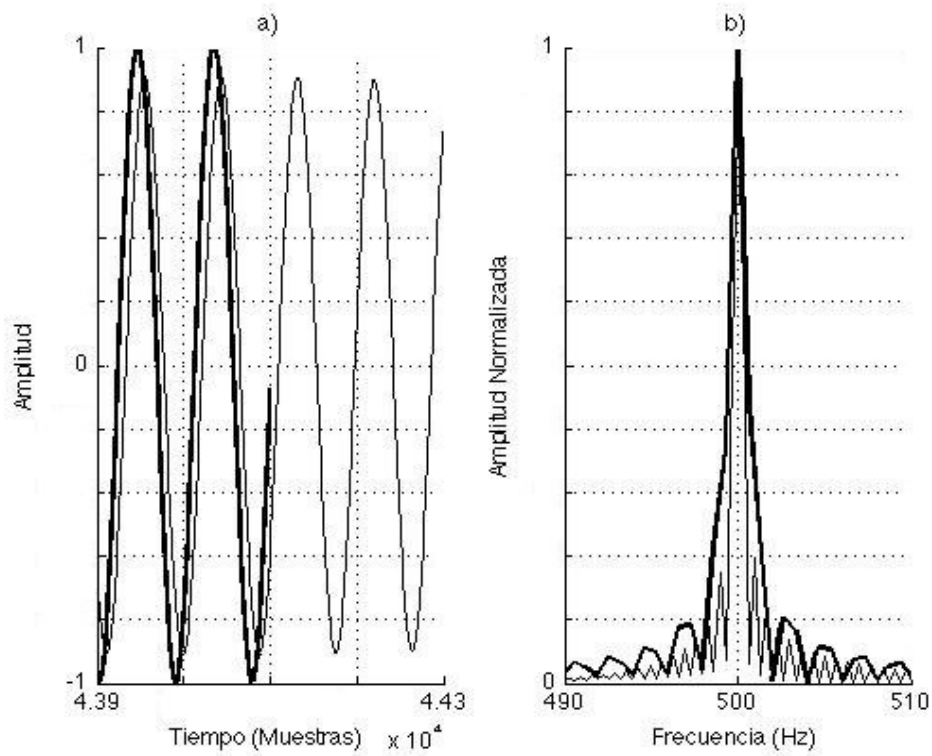 a)
1
0
-1
Amplitud
4.39
4.43
Tiempo (Muestras)
x 10⁴
b)
1
0
Amplitud Normalizada
490
500
510
Frecuencia (Hz)